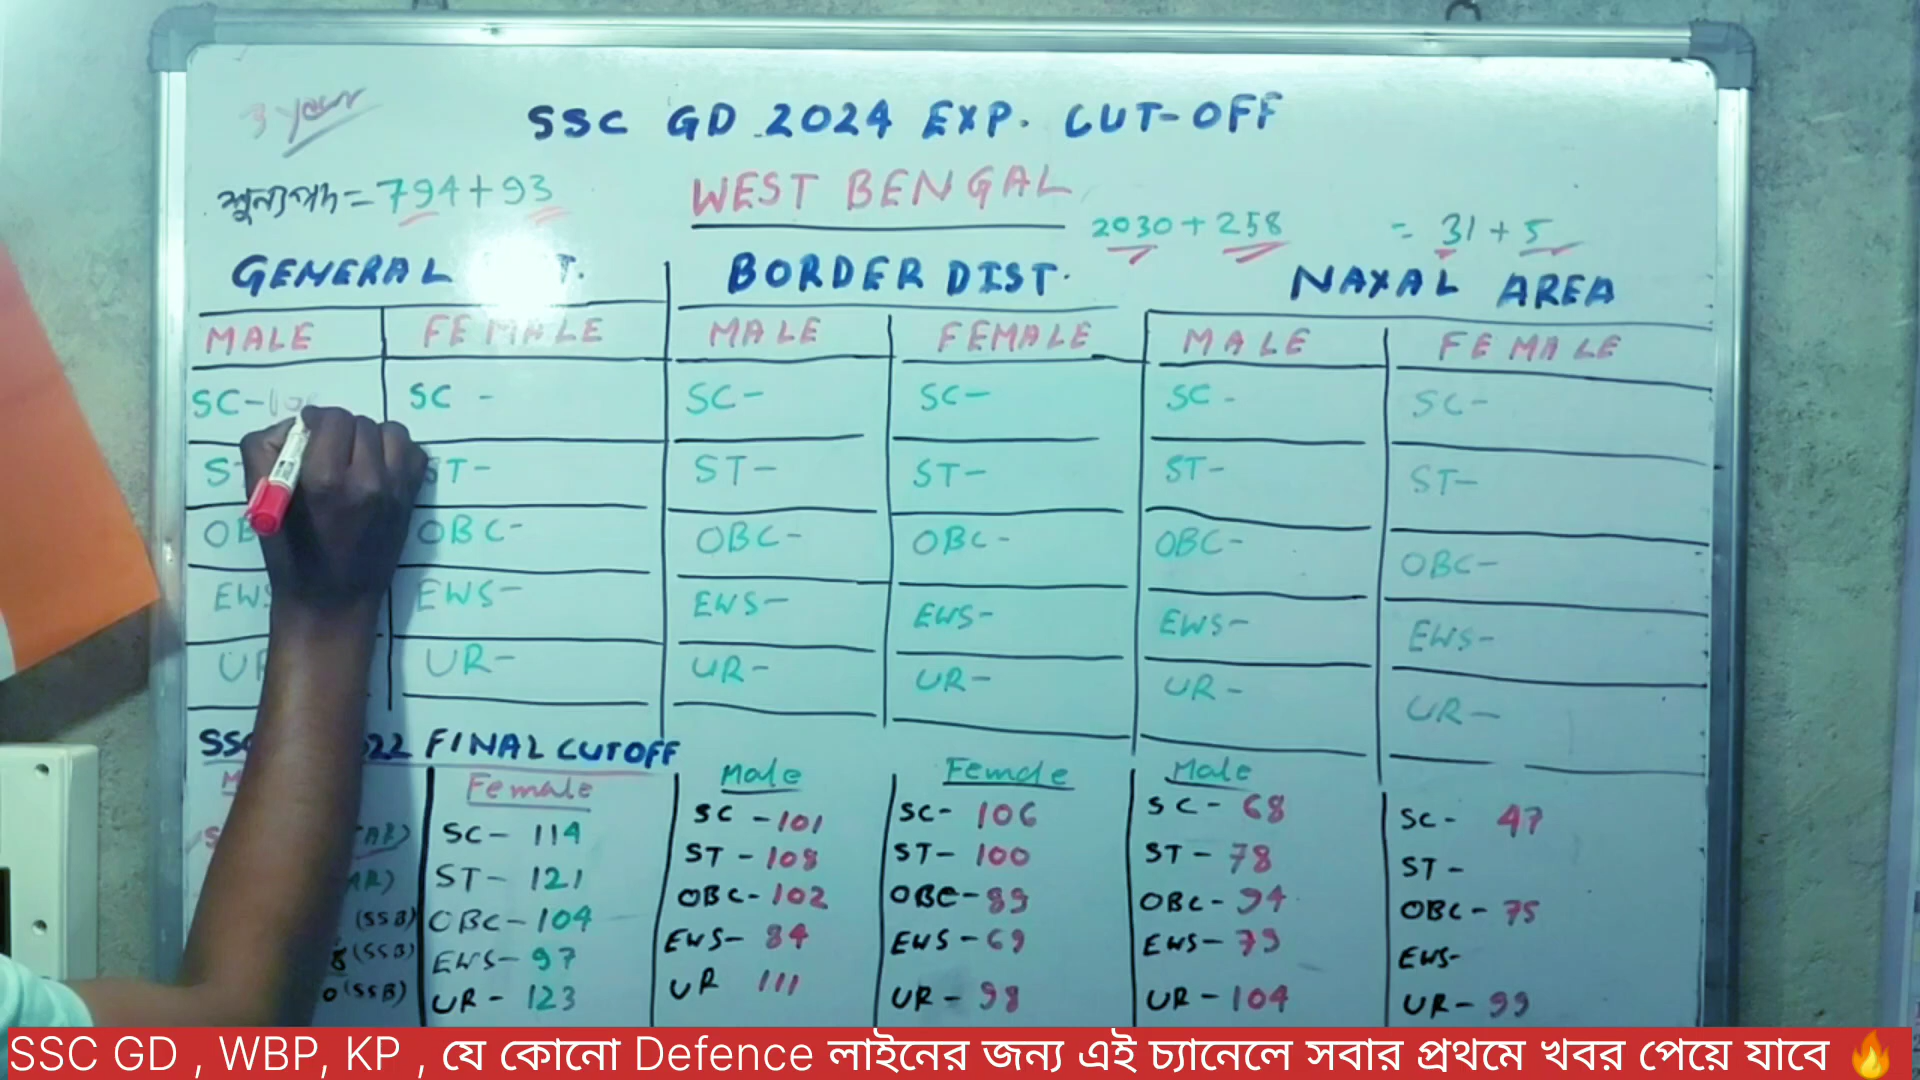 3 Year
SSC GD 2024 EXP. CUT-OFF
শূন্যপদ = 794 + 93
WEST BENGAL
2030 + 258
= 31 + 5
GENERAL T.
BORDER DIST.
NAXAL AREA
MALE FEMALE MALE FEMALE MALE FEMALE
SC- SC - SC- SC- SC - SC-
ST- ST- ST- ST- ST-
OBC- OBC- OBC- OBC- OBC-
EWS- EWS- EWS- EWS- EWS-
UR- UR- UR- UR - UR-
22 FINAL CUTOFF
Female Male Female Male
SC- 114 SC - 101 SC- 106 SC- 68 SC- 47
ST- 121 ST - 108 ST- 100 ST- 78 ST -
(SSB) OBC- 104 OBC- 102 OBC- 89 OBC- 94 OBC- 75
8 (SSB) EWS- 97 EWS- 84 EWS- 69 EWS- 79 EWS-
0 (SSB) UR - 123 UR 111 UR- 98 UR- 104 UR- 99
SSC GD , WBP, KP , যে কোনো Defence লাইনের জন্য এই চ্যানেলে সবার প্রথমে খবর পেয়ে যাবে 🔥